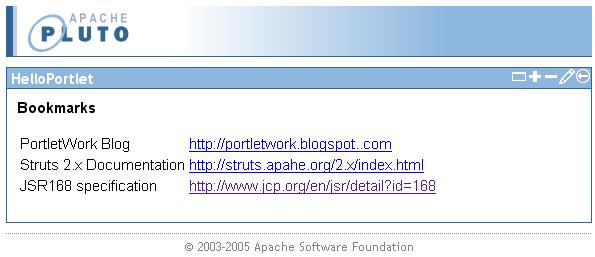 APACHE
PLUTO
HelloPortlet
Bookmarks
PortletWork Blog http://portletwork.blogspot..com
Struts 2.x Documentation http://struts.apahe.org/2.x/index.html
JSR168 specification http://www.jcp.org/en/jsr/detail?id=168
© 2003-2005 Apache Software Foundation